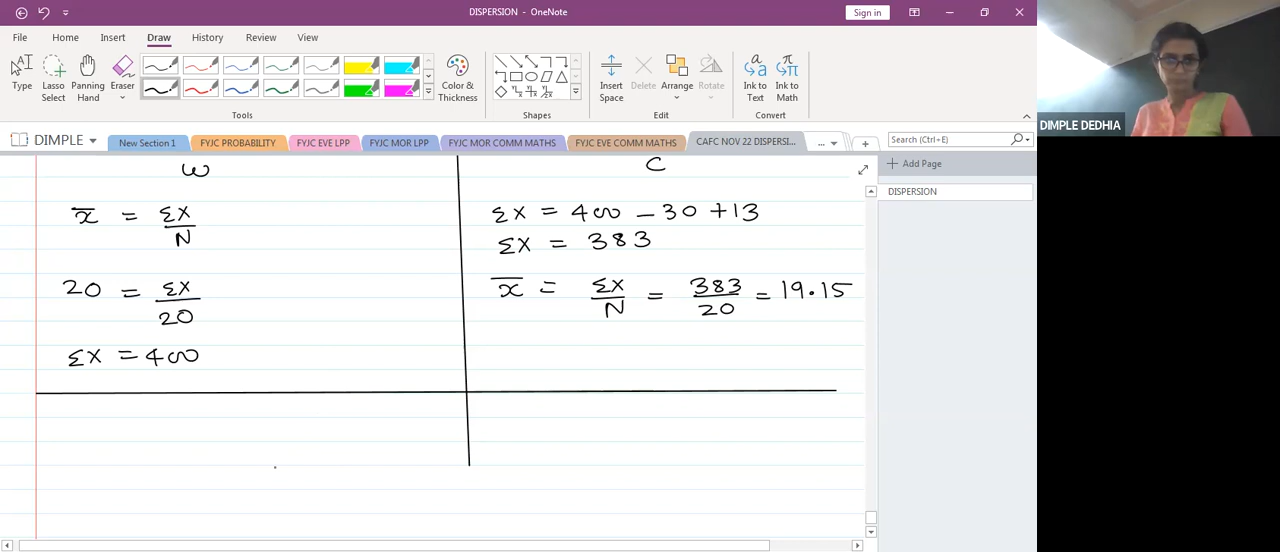 DISPERSION - OneNote
Sign in
File Home Insert Draw History Review View
Type
Lasso Select
Panning Hand
Eraser
Color & Thickness
Insert Space
Delete
Arrange
Rotate
Ink to Text
Ink to Math
Tools
Shapes
Edit
Convert
DIMPLE
New Section 1
FYJC PROBABILITY
FYJC EVE LPP
FYJC MOR LPP
FYJC MOR COMM MATHS
FYJC EVE COMM MATHS
CAFC NOV 22 DISPERSI...
Search (Ctrl+E)
Add Page
DISPERSION
DIMPLE DEDHIA
W
x̄ = ΣX/N
20 = ΣX/20
ΣX = 400
C
ΣX = 400 - 30 + 13
ΣX = 383
x̄ = ΣX/N = 383/20 = 19.15